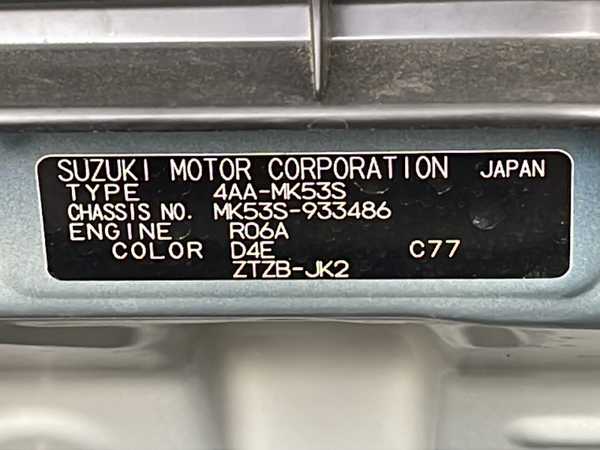 SUZUKI MOTOR CORPORATION JAPAN
TYPE 4AA-MK53S
CHASSIS NO. MK53S-933486
ENGINE R06A
COLOR D4E C77
ZTZB-JK2